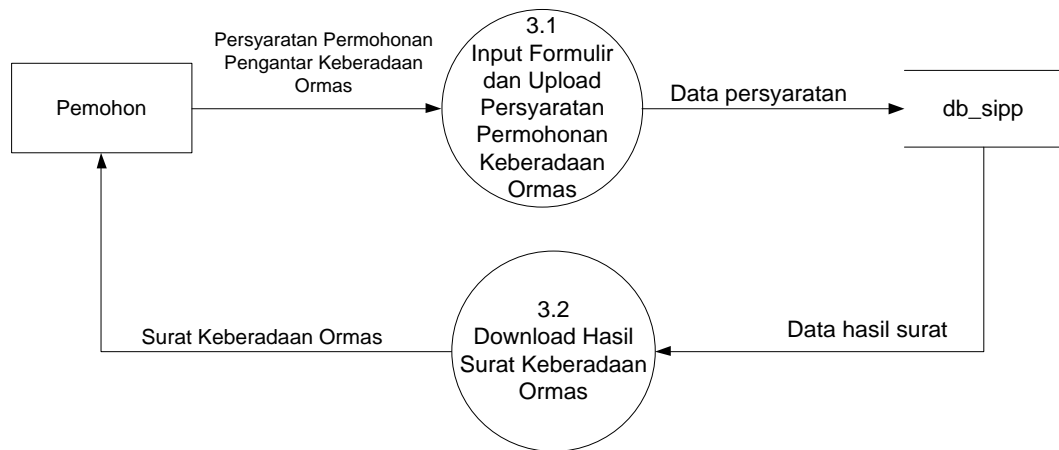 Pemohon
Persyaratan Permohonan
Pengantar Keberadaan
Ormas
3.1
Input Formulir
dan Upload
Persyaratan
Permohonan
Keberadaan
Ormas
Data persyaratan
db_sipp
3.2
Download Hasil
Surat Keberadaan
Ormas
Data hasil surat
Surat Keberadaan Ormas